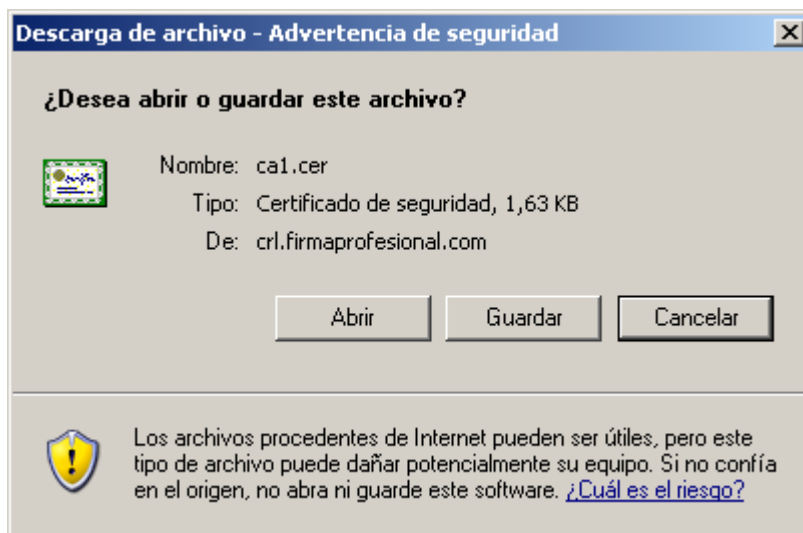 Descarga de archivo - Advertencia de seguridad
¿Desea abrir o guardar este archivo?
Nombre: ca1.cer
Tipo: Certificado de seguridad, 1,63 KB
De: crl.firmaprofesional.com
Abrir Guardar Cancelar
Los archivos procedentes de Internet pueden ser útiles, pero este
tipo de archivo puede dañar potencialmente su equipo. Si no confía
en el origen, no abra ni guarde este software. ¿Cuál es el riesgo?